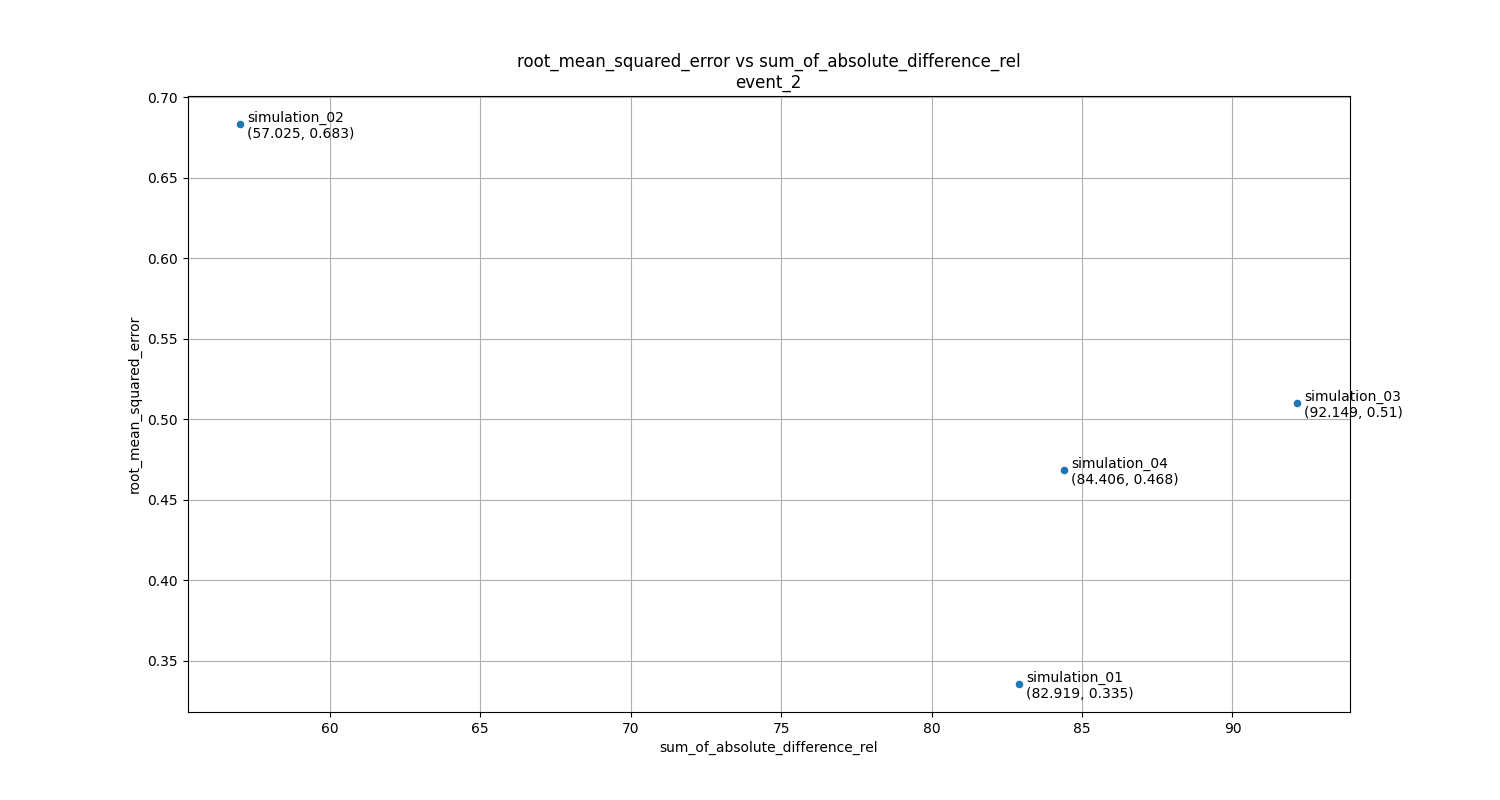 root_mean_squared_error vs sum_of_absolute_difference_rel
event_2
0.70
0.65
0.60
0.55
0.50
0.45
0.40
0.35
root_mean_squared_error
simulation_02
(57.025, 0.683)
simulation_03
(92.149, 0.51)
simulation_04
(84.406, 0.468)
simulation_01
(82.919, 0.335)
60 65 70 75 80 85 90
sum_of_absolute_difference_rel